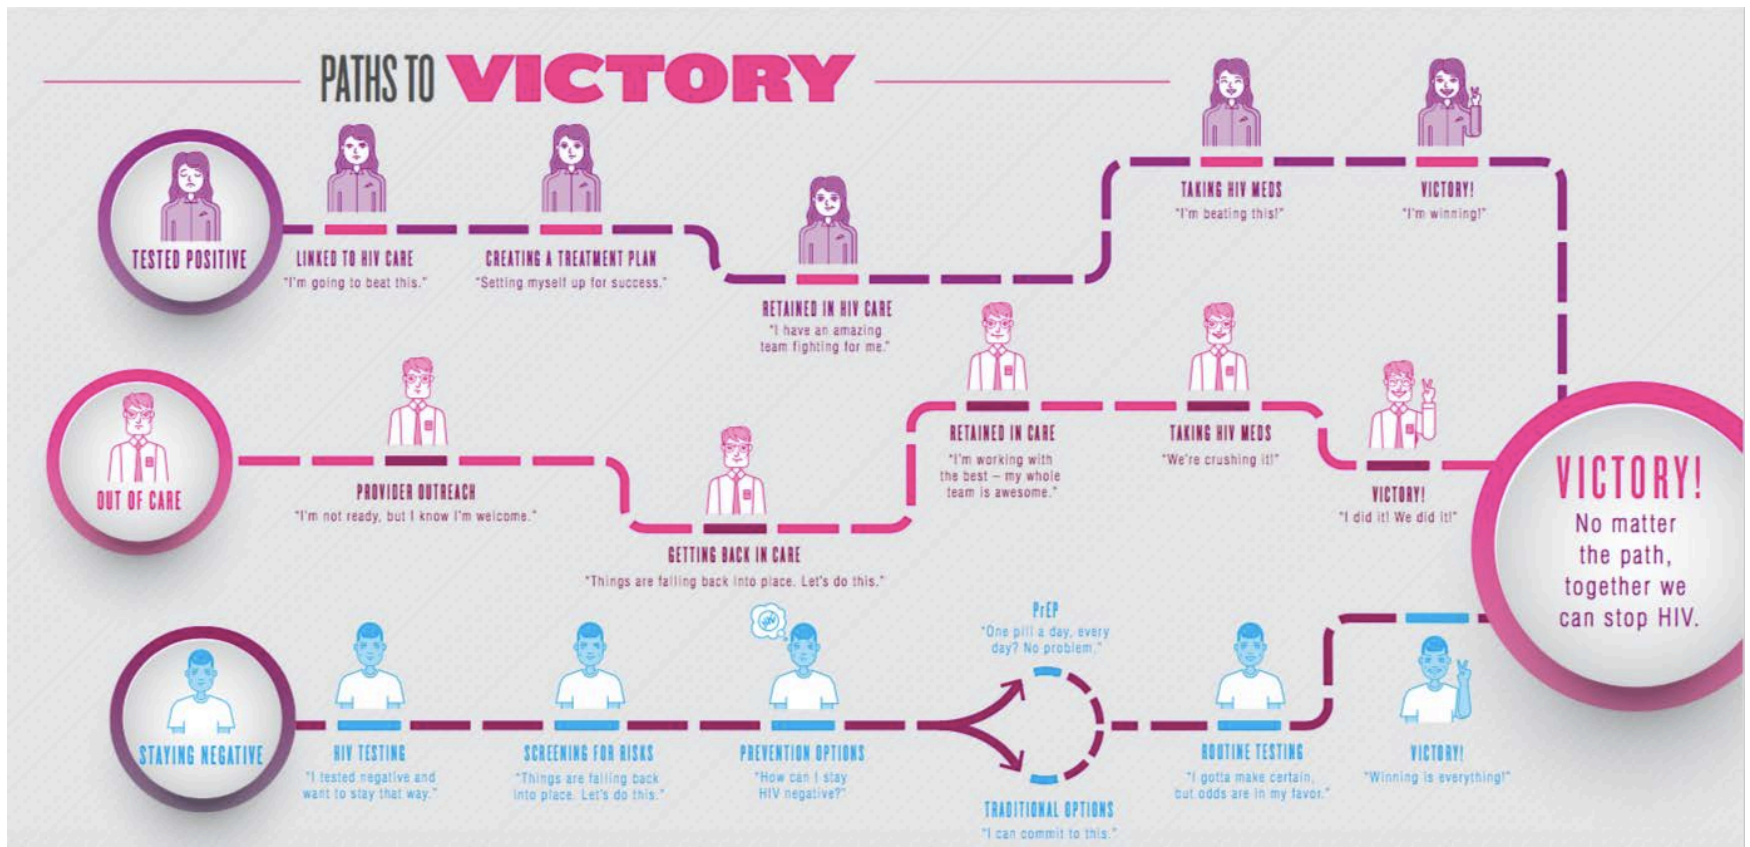 PATHS TO VICTORY
TESTED POSITIVE
LINKED TO HIV CARE
"I'm going to beat this."
CREATING A TREATMENT PLAN
"Setting myself up for success."
RETAINED IN HIV CARE
"I have an amazing
team fighting for me."
TAKING HIV MEDS
"I'm beating this!"
VICTORY!
"I'm winning!"
OUT OF CARE
PROVIDER OUTREACH
"I'm not ready, but I know I'm welcome."
GETTING BACK IN CARE
"Things are falling back into place. Let's do this."
RETAINED IN CARE
"I'm working with
the best – my whole
team is awesome."
TAKING HIV MEDS
"We're crushing it!"
VICTORY!
"I did it! We did it!"
STAYING NEGATIVE
HIV TESTING
"I tested negative and
want to stay that way."
SCREENING FOR RISKS
"Things are falling back
into place. Let's do this."
HIV
PREVENTION OPTIONS
"How can I stay
HIV negative?"
PrEP
"One pill a day, every
day? No problem."
TRADITIONAL OPTIONS
"I can commit to this."
ROUTINE TESTING
"I gotta make certain,
but odds are in my favor."
VICTORY!
"Winning is everything!"
VICTORY!
No matter
the path,
together we
can stop HIV.